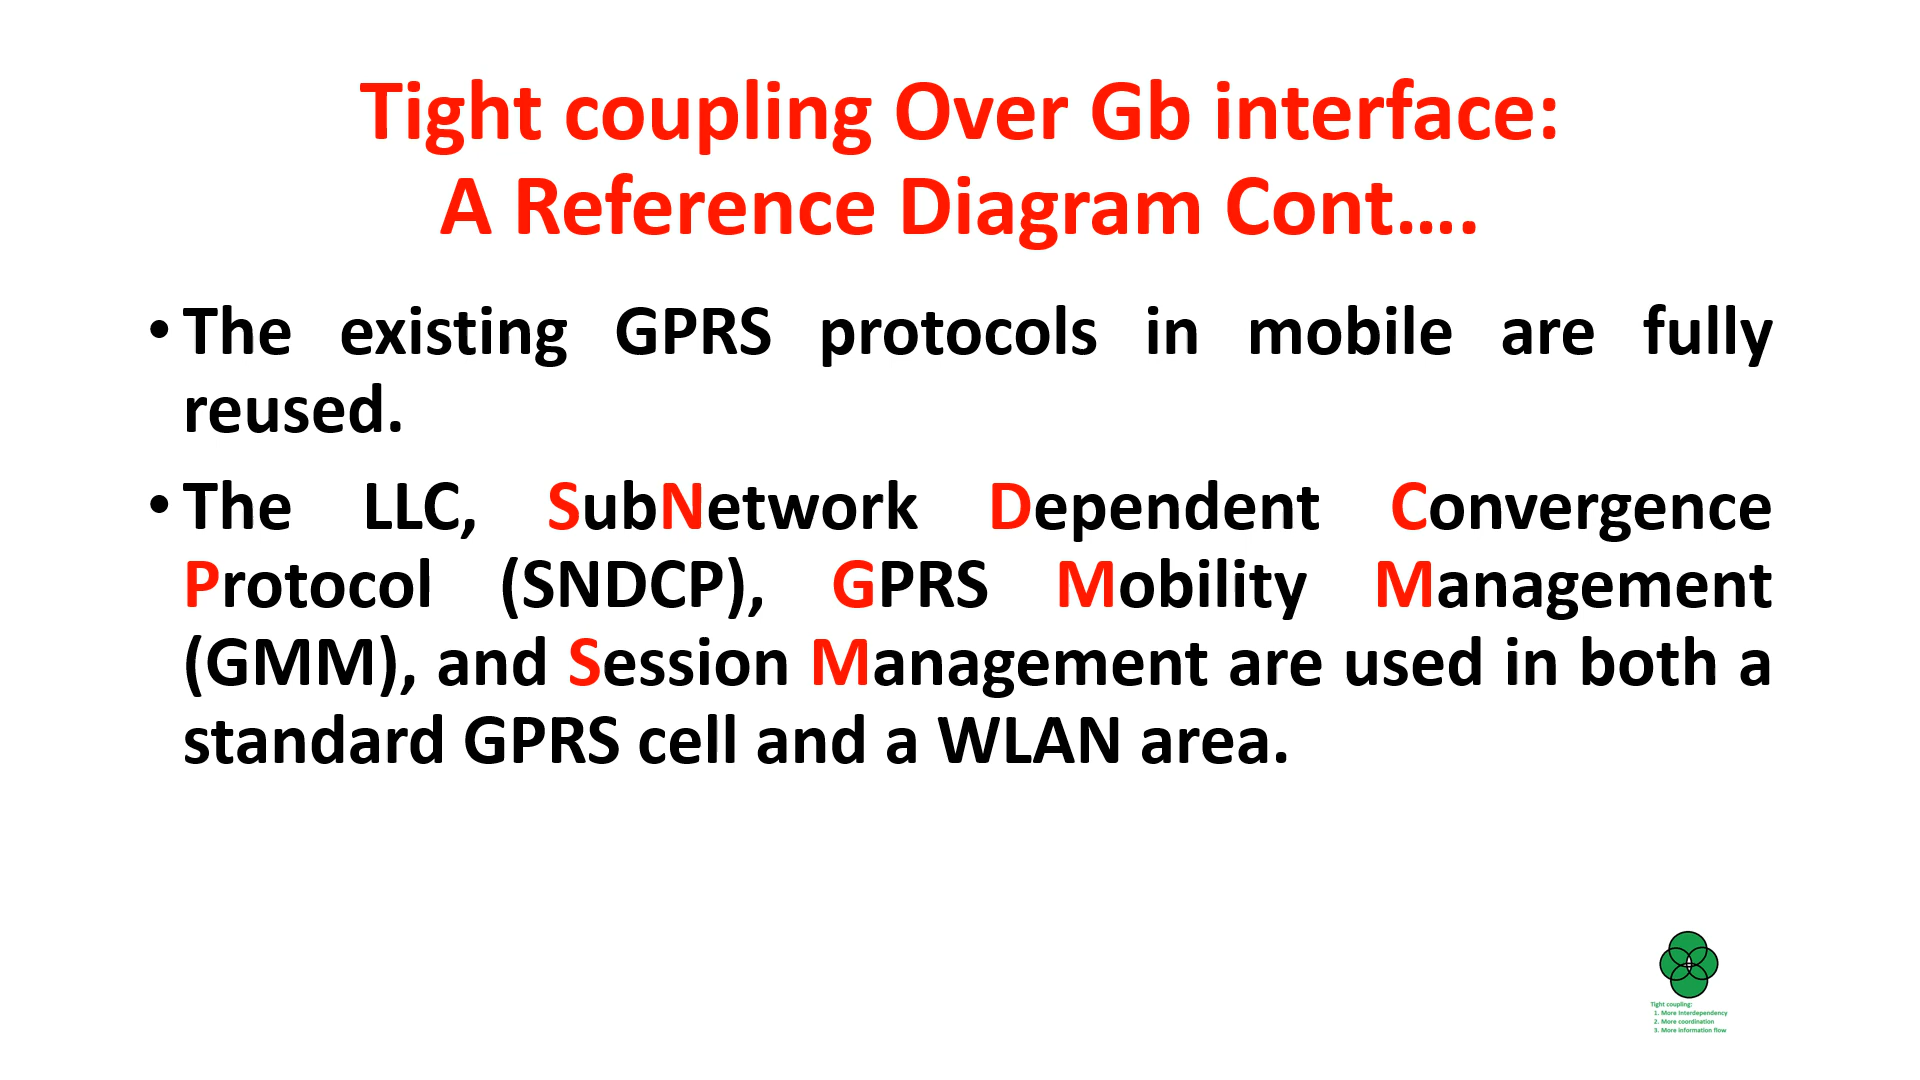 Tight coupling Over Gb interface:
A Reference Diagram Cont....
• The existing GPRS protocols in mobile are fully
reused.
• The LLC, SubNetwork Dependent Convergence
Protocol (SNDCP), GPRS Mobility Management
(GMM), and Session Management are used in both a
standard GPRS cell and a WLAN area.
Tight coupling:
1. More Interdependency
2. More coordination
3. More information flow